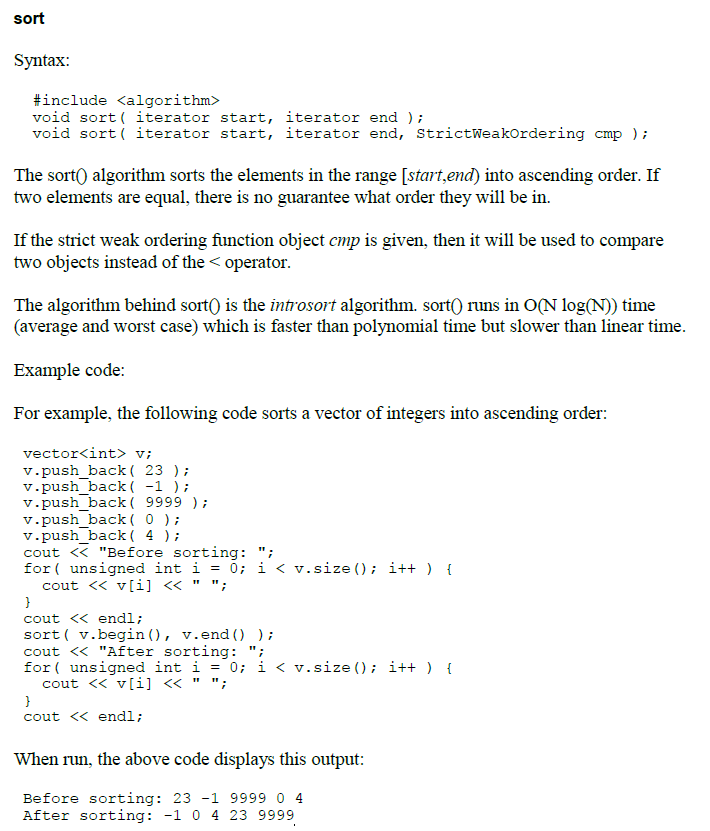 sort
Syntax:
#include <algorithm>
void sort( iterator start, iterator end );
void sort( iterator start, iterator end, StrictWeakOrdering cmp );
The sort() algorithm sorts the elements in the range [start,end) into ascending order. If
two elements are equal, there is no guarantee what order they will be in.
If the strict weak ordering function object cmp is given, then it will be used to compare
two objects instead of the < operator.
The algorithm behind sort() is the introsort algorithm. sort() runs in O(N log(N)) time
(average and worst case) which is faster than polynomial time but slower than linear time.
Example code:
For example, the following code sorts a vector of integers into ascending order:
vector<int> v;
v.push_back( 23 );
v.push_back( -1 );
v.push_back( 9999 );
v.push_back( 0 );
v.push_back( 4 );
cout << "Before sorting: ";
for( unsigned int i = 0; i < v.size(); i++ ) {
  cout << v[i] << " ";
}
cout << endl;
sort( v.begin(), v.end() );
cout << "After sorting: ";
for( unsigned int i = 0; i < v.size(); i++ ) {
  cout << v[i] << " ";
}
cout << endl;
When run, the above code displays this output:
Before sorting: 23 -1 9999 0 4
After sorting: -1 0 4 23 9999